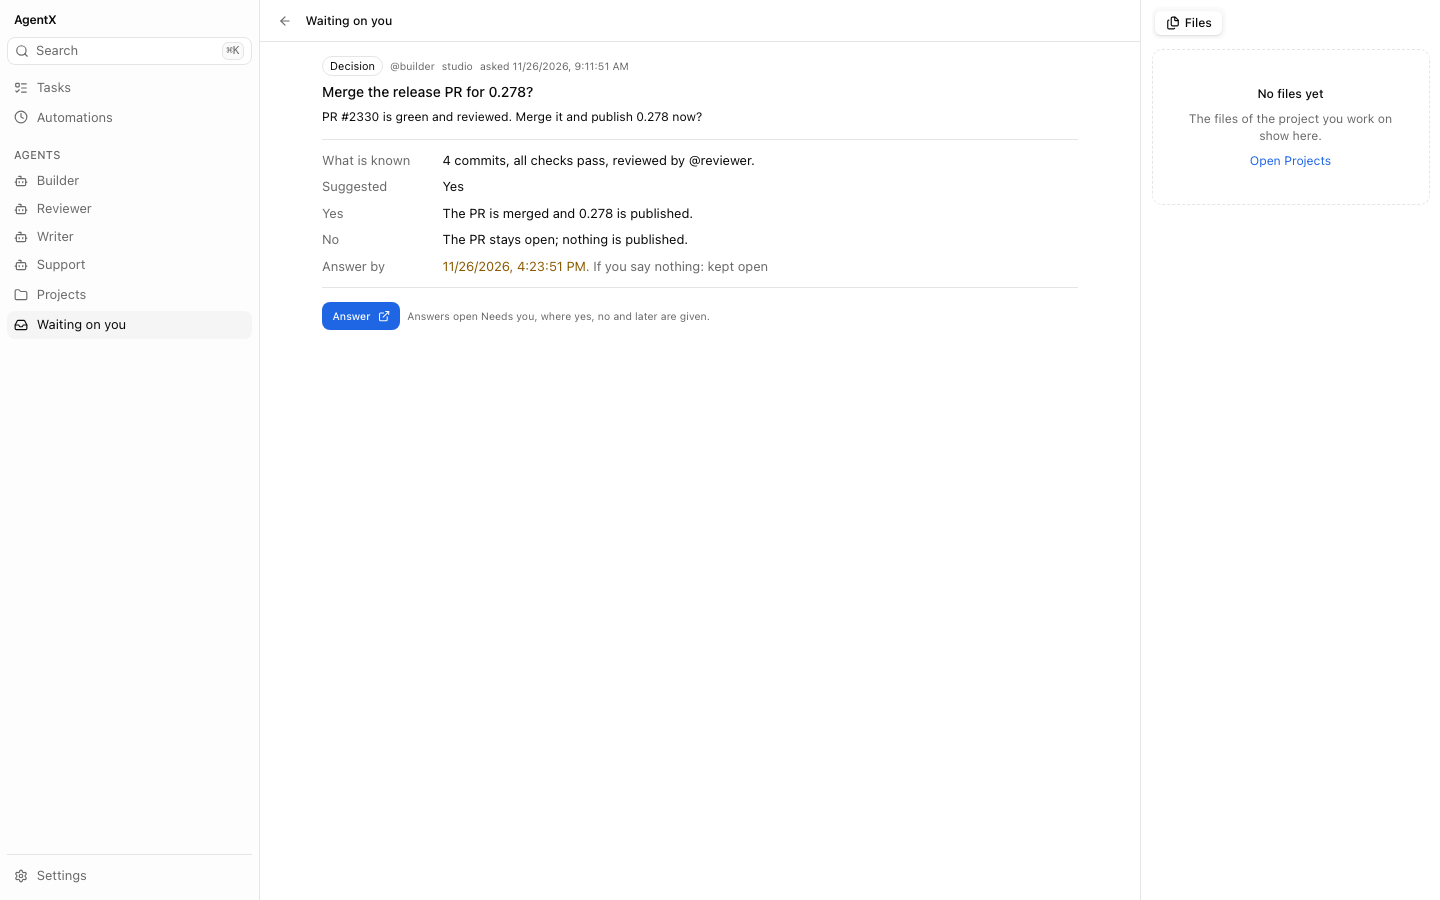 AgentX
Search
⌘K
Tasks
Automations
AGENTS
Builder
Reviewer
Writer
Support
Projects
Waiting on you
Settings
Waiting on you
Decision @builder studio asked 11/26/2026, 9:11:51 AM
Merge the release PR for 0.278?
PR #2330 is green and reviewed. Merge it and publish 0.278 now?
What is known 4 commits, all checks pass, reviewed by @reviewer.
Suggested Yes
Yes The PR is merged and 0.278 is published.
No The PR stays open; nothing is published.
Answer by 11/26/2026, 4:23:51 PM. If you say nothing: kept open
Answer Answers open Needs you, where yes, no and later are given.
Files
No files yet
The files of the project you work on
show here.
Open Projects